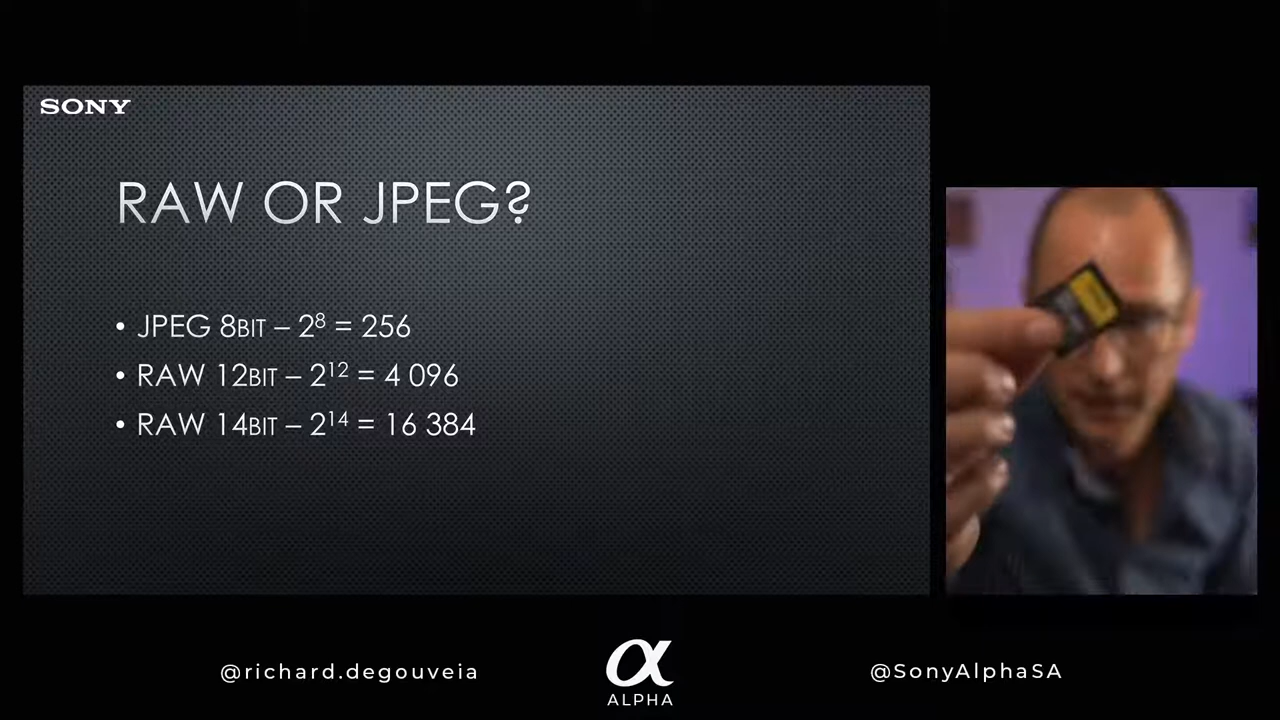 SONY
RAW OR JPEG?
• JPEG 8BIT – 2⁸ = 256
• RAW 12BIT – 2¹² = 4 096
• RAW 14BIT – 2¹⁴ = 16 384
@richard.degouveia
α
ALPHA
@SonyAlphaSA